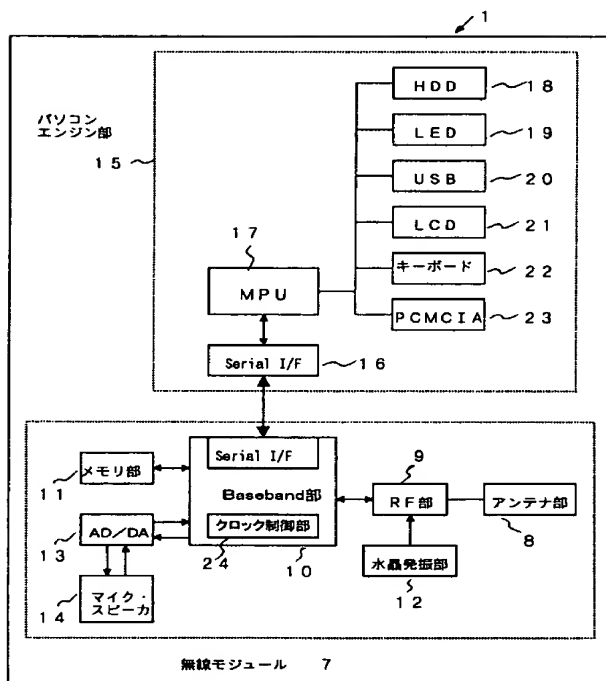 1
パソコン
エンジン部
15
HDD 18
LED 19
USB 20
LCD 21
キーボード 22
PCMCIA 23
17
MPU
Serial I/F 16
Serial I/F
Baseband部
クロック制御部
24
10
メモリ部
11
AD/DA
13
マイク・
スピーカ
14
9
RF部
アンテナ部
8
水晶発振部
12
無線モジュール 7